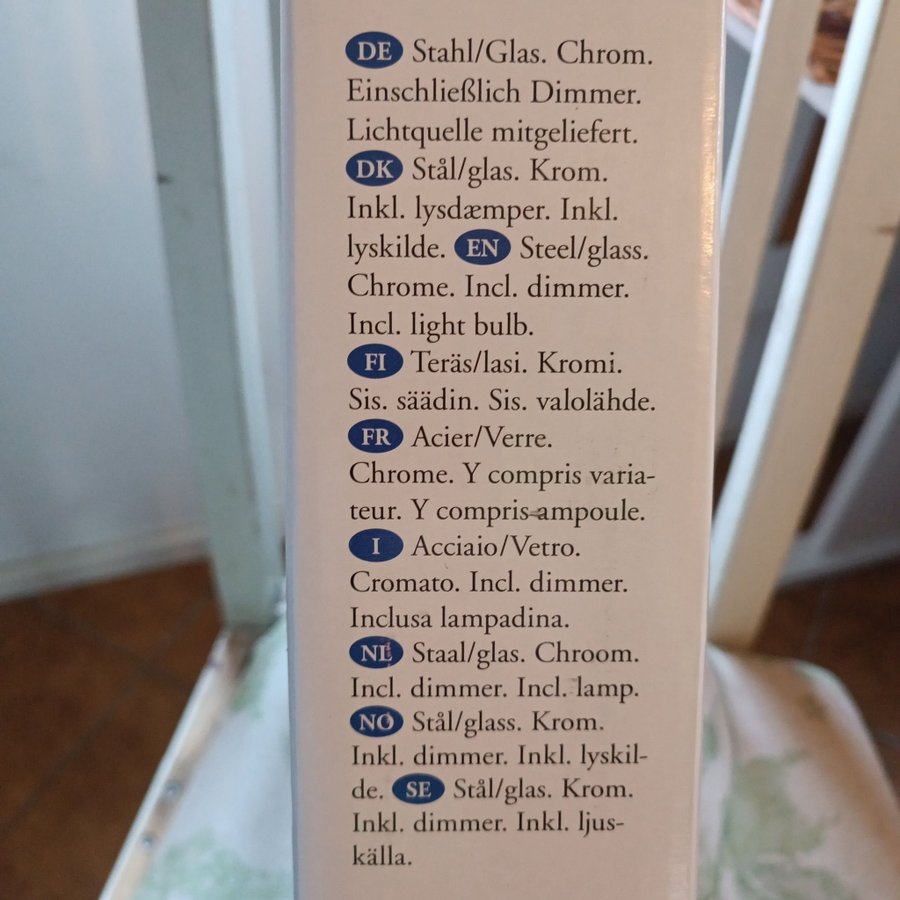 DE Stahl/Glas. Chrom.
Einschließlich Dimmer.
Lichtquelle mitgeliefert.
DK Stål/glas. Krom.
Inkl. lysdæmper. Inkl.
lyskilde. EN Steel/glass.
Chrome. Incl. dimmer.
Incl. light bulb.
FI Teräs/lasi. Kromi.
Sis. säädin. Sis. valolähde.
FR Acier/Verre.
Chrome. Y compris varia-
teur. Y compris ampoule.
I Acciaio/Vetro.
Cromato. Incl. dimmer.
Inclusa lampadina.
NL Staal/glas. Chroom.
Incl. dimmer. Incl. lamp.
NO Stål/glass. Krom.
Inkl. dimmer. Inkl. lyskil-
de. SE Stål/glas. Krom.
Inkl. dimmer. Inkl. ljus-
källa.